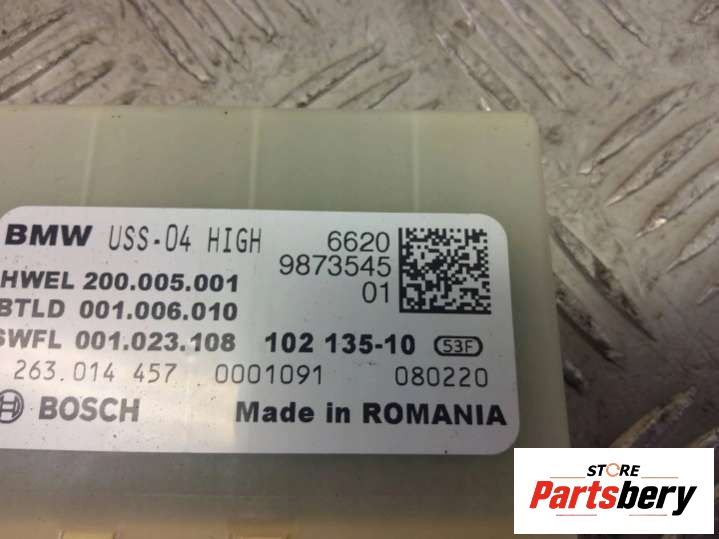 BMW USS-04 HIGH 6620
9873545
01
HWEL 200.005.001
BTLD 001.006.010
SWFL 001.023.108 102 135-10 53F
263.014 457 0001091 080220
BOSCH Made in ROMANIA
STORE
Partsbery